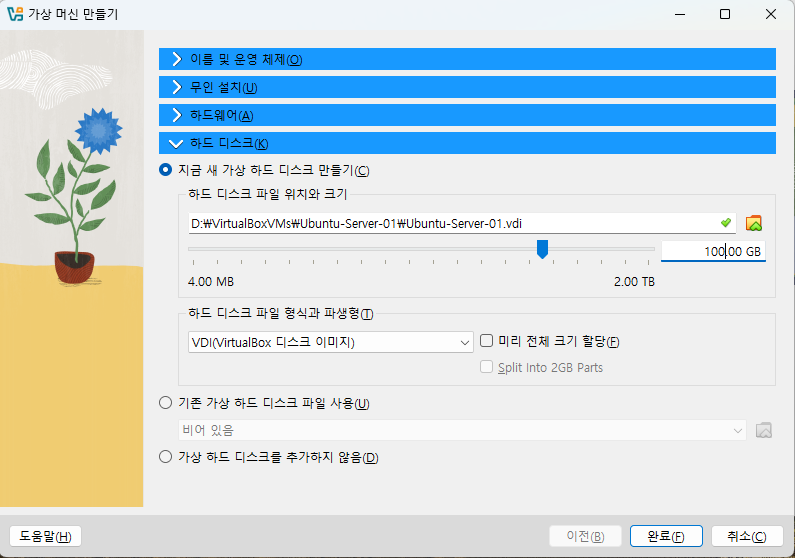 가상 머신 만들기
이름 및 운영 체제(O)
무인 설치(U)
하드웨어(A)
하드 디스크(K)
지금 새 가상 하드 디스크 만들기(C)
하드 디스크 파일 위치와 크기
D:₩VirtualBoxVMs₩Ubuntu-Server-01₩Ubuntu-Server-01.vdi
100.00 GB
4.00 MB 2.00 TB
하드 디스크 파일 형식과 파생형(T)
VDI(VirtualBox 디스크 이미지) 미리 전체 크기 할당(F)
Split Into 2GB Parts
기존 가상 하드 디스크 파일 사용(U)
비어 있음
가상 하드 디스크를 추가하지 않음(D)
도움말(H) 이전(B) 완료(F) 취소(C)